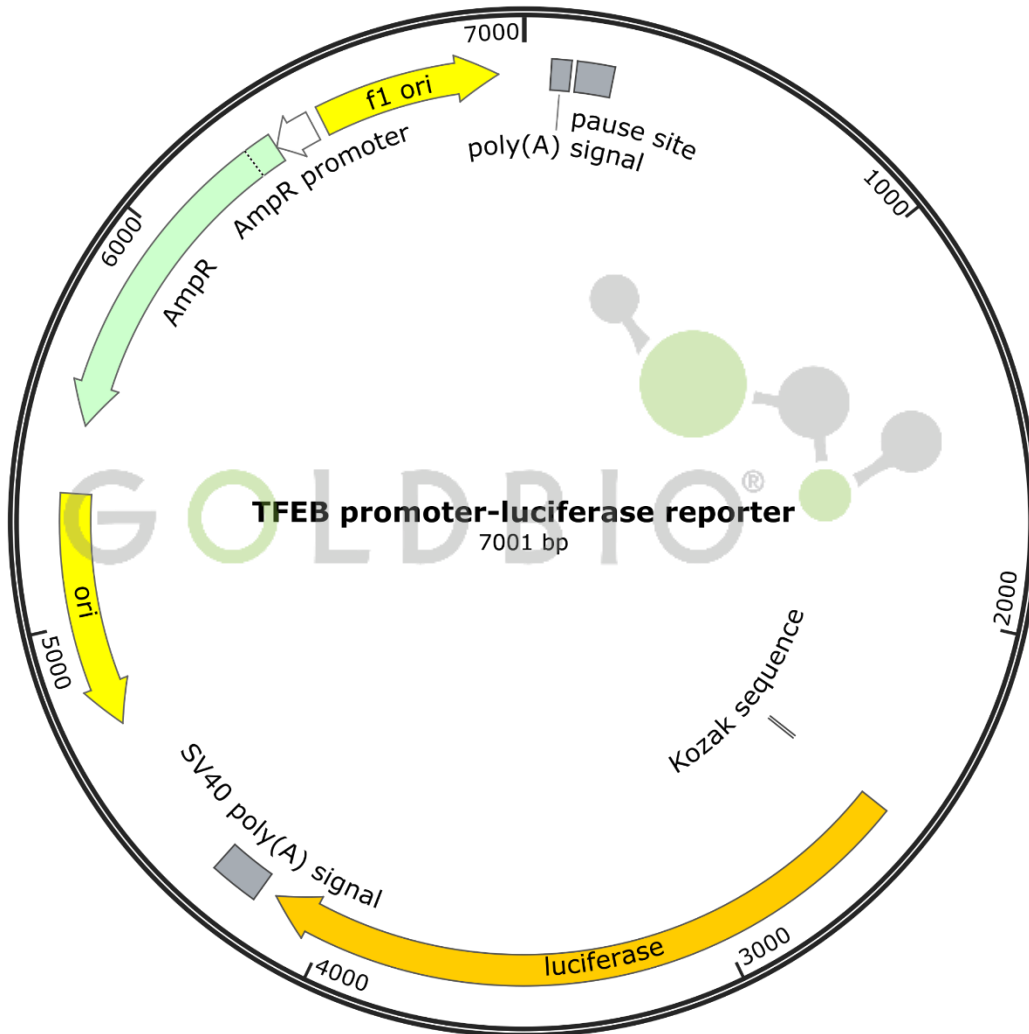 7000
f1 ori
pause site
poly(A) signal
AmpR promoter
1000
6000
AmpR
GOLDBIO®
TFEB promoter-luciferase reporter
7001 bp
ori
2000
5000
Kozak sequence
SV40 poly(A) signal
luciferase
3000
4000